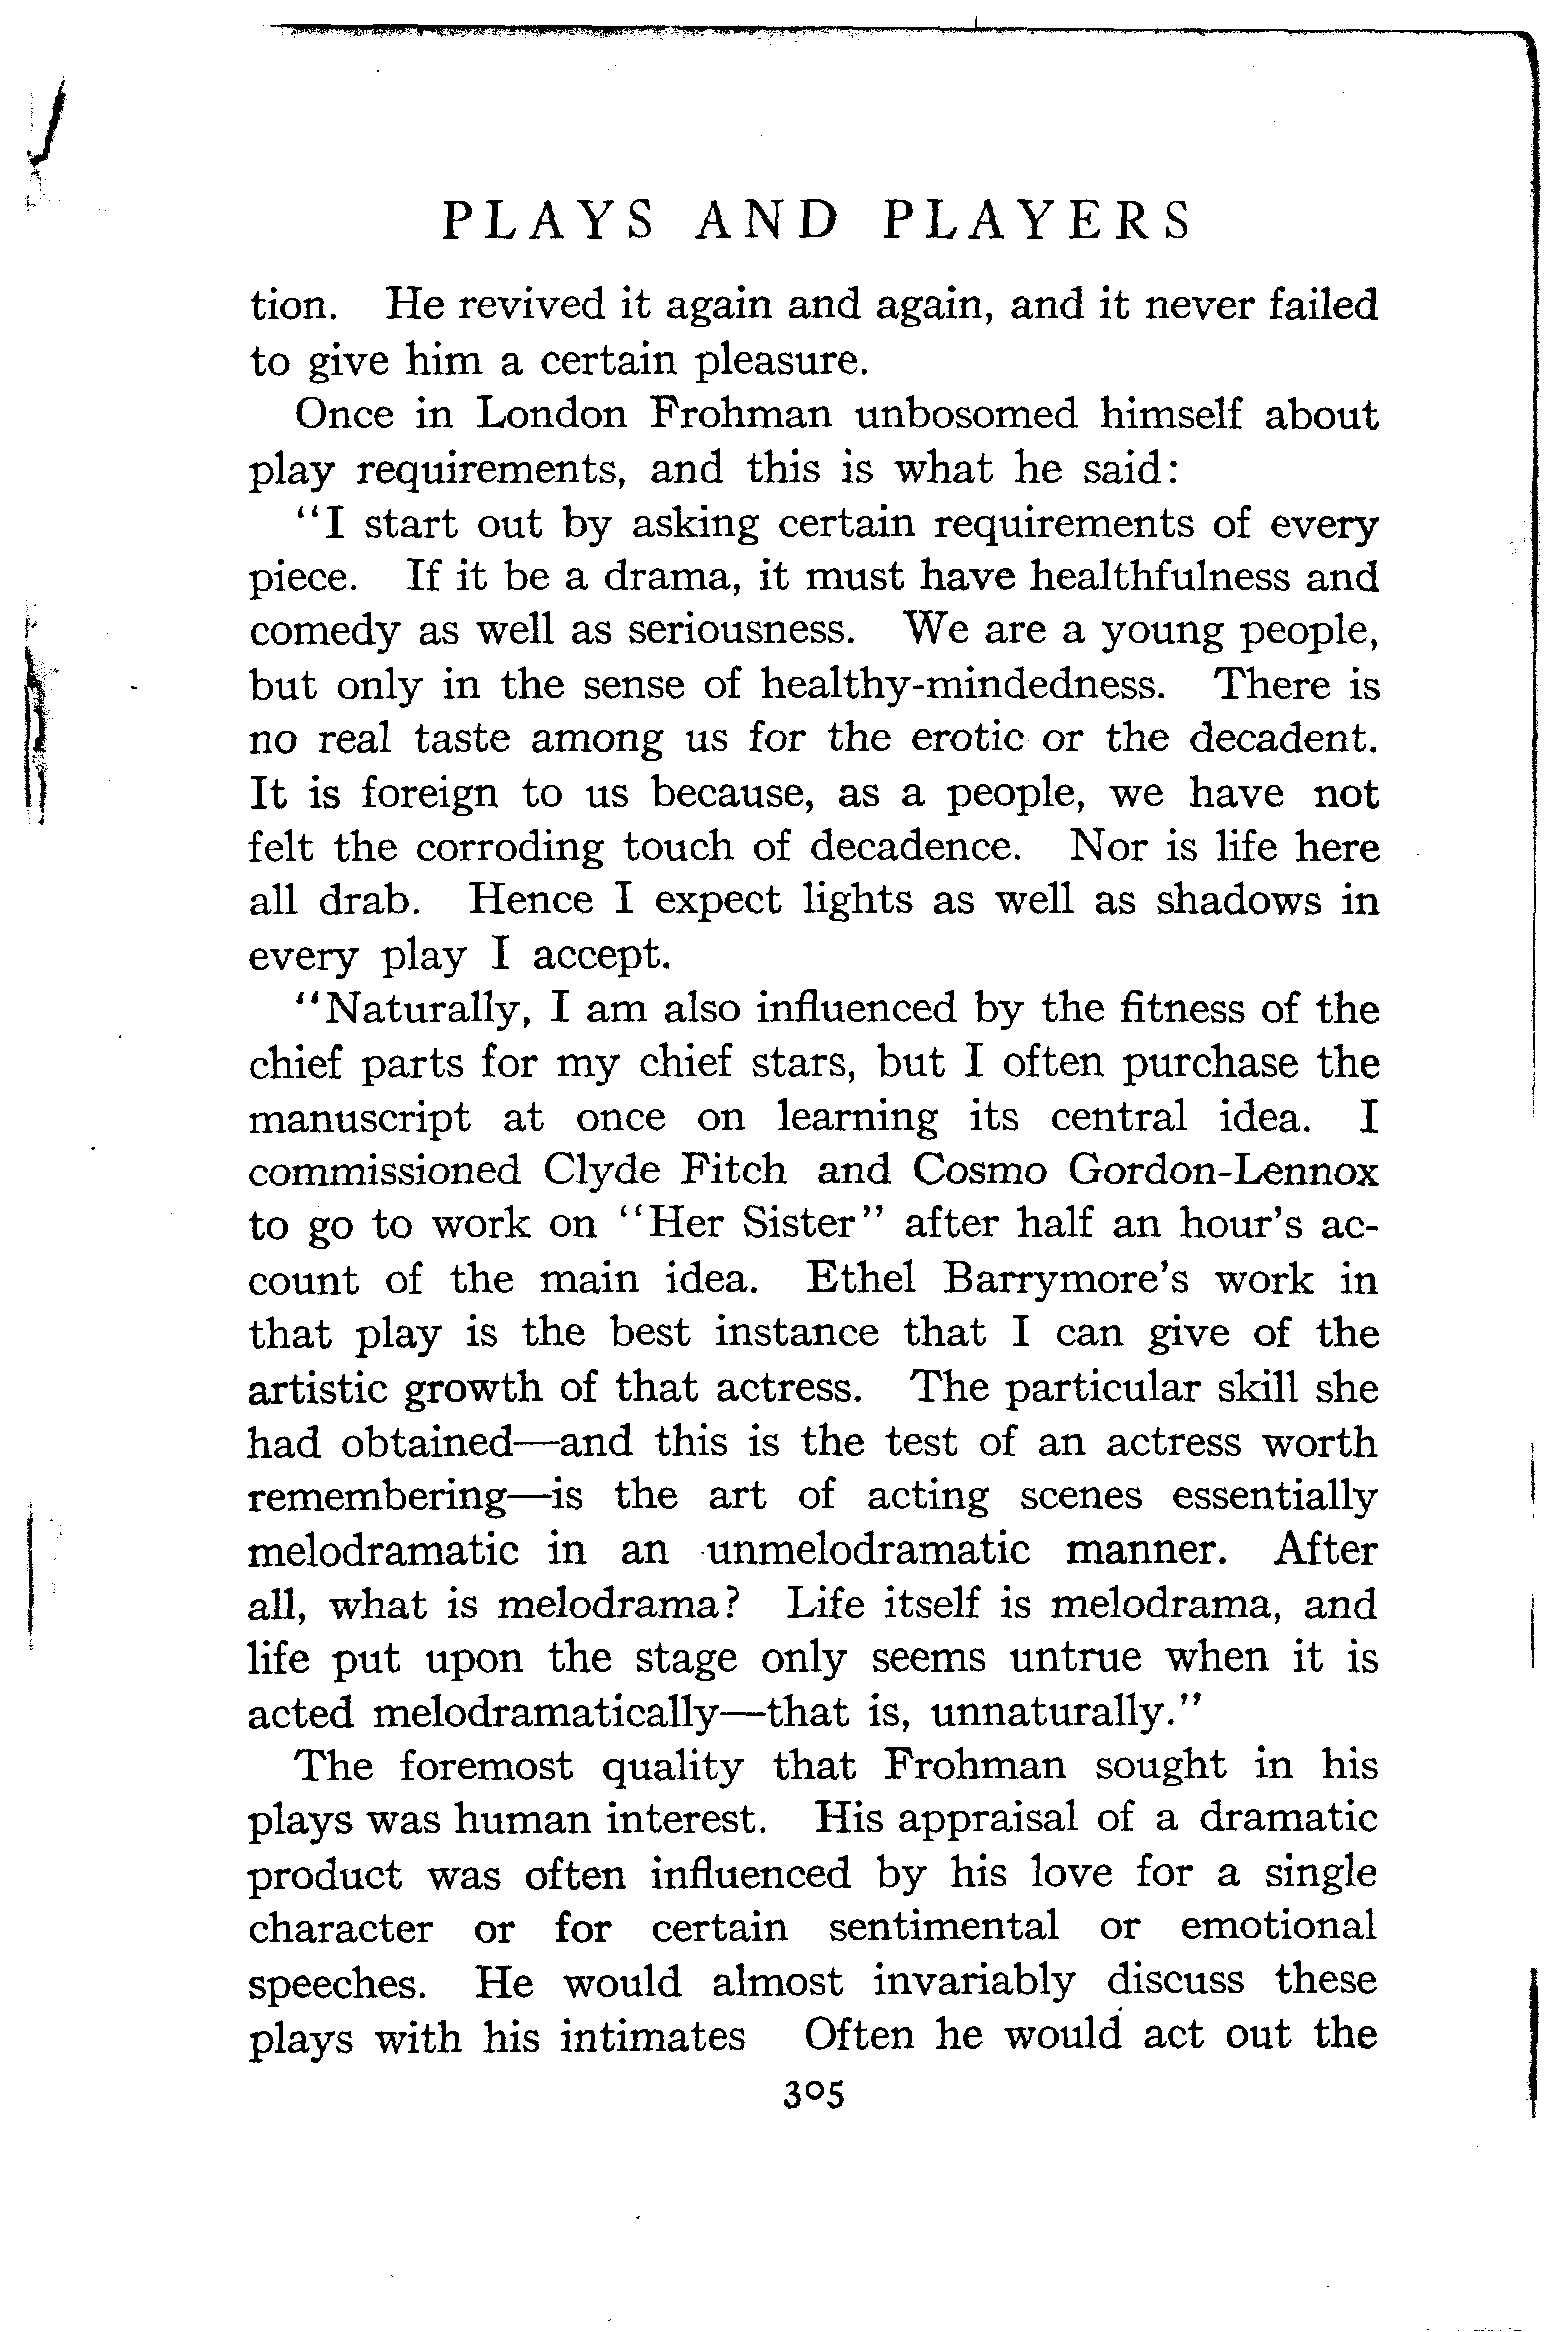 PLAYS AND PLAYERS
tion. He revived it again and again, and it never failed
to give him a certain pleasure.
Once in London Frohman unbosomed himself about
play requirements, and this is what he said:
"I start out by asking certain requirements of every
piece. If it be a drama, it must have healthfulness and
comedy as well as seriousness. We are a young people,
but only in the sense of healthy-mindedness. There is
no real taste among us for the erotic or the decadent.
It is foreign to us because, as a people, we have not
felt the corroding touch of decadence. Nor is life here
all drab. Hence I expect lights as well as shadows in
every play I accept.
"Naturally, I am also influenced by the fitness of the
chief parts for my chief stars, but I often purchase the
manuscript at once on learning its central idea. I
commissioned Clyde Fitch and Cosmo Gordon-Lennox
to go to work on "Her Sister" after half an hour's ac-
count of the main idea. Ethel Barrymore's work in
that play is the best instance that I can give of the
artistic growth of that actress. The particular skill she
had obtained—and this is the test of an actress worth
remembering—is the art of acting scenes essentially
melodramatic in an unmelodramatic manner. After
all, what is melodrama? Life itself is melodrama, and
life put upon the stage only seems untrue when it is
acted melodramatically—that is, unnaturally."
The foremost quality that Frohman sought in his
plays was human interest. His appraisal of a dramatic
product was often influenced by his love for a single
character or for certain sentimental or emotional
speeches. He would almost invariably discuss these
plays with his intimates Often he would act out the
305